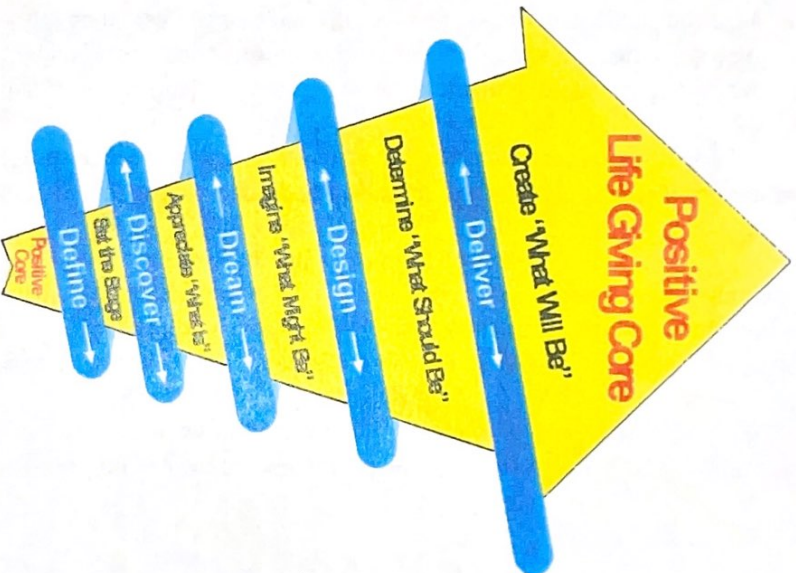 Positive
Life Giving Core
Create "What Will Be"
Deliver
Determine "What Should Be"
Design
Imagine "What Might Be"
Dream
Appreciate "What Is"
Discover
Set the Stage
Define
Positive
Core